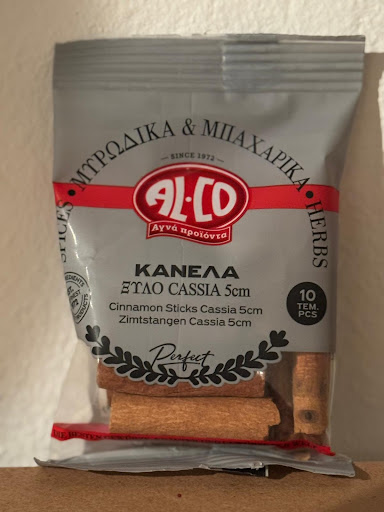 SPICES • ΜΥΡΩΔΙΚΑ & ΜΠΑΧΑΡΙΚΑ • HERBS
SINCE 1972
AL·CO
Αγνά προϊόντα
ΚΑΝΕΛΑ
ΞΥΛΟ CASSIA 5cm
Cinnamon Sticks Cassia 5cm
Zimtstangen Cassia 5cm
10
ΤΕΜ.
PCS
Perfect